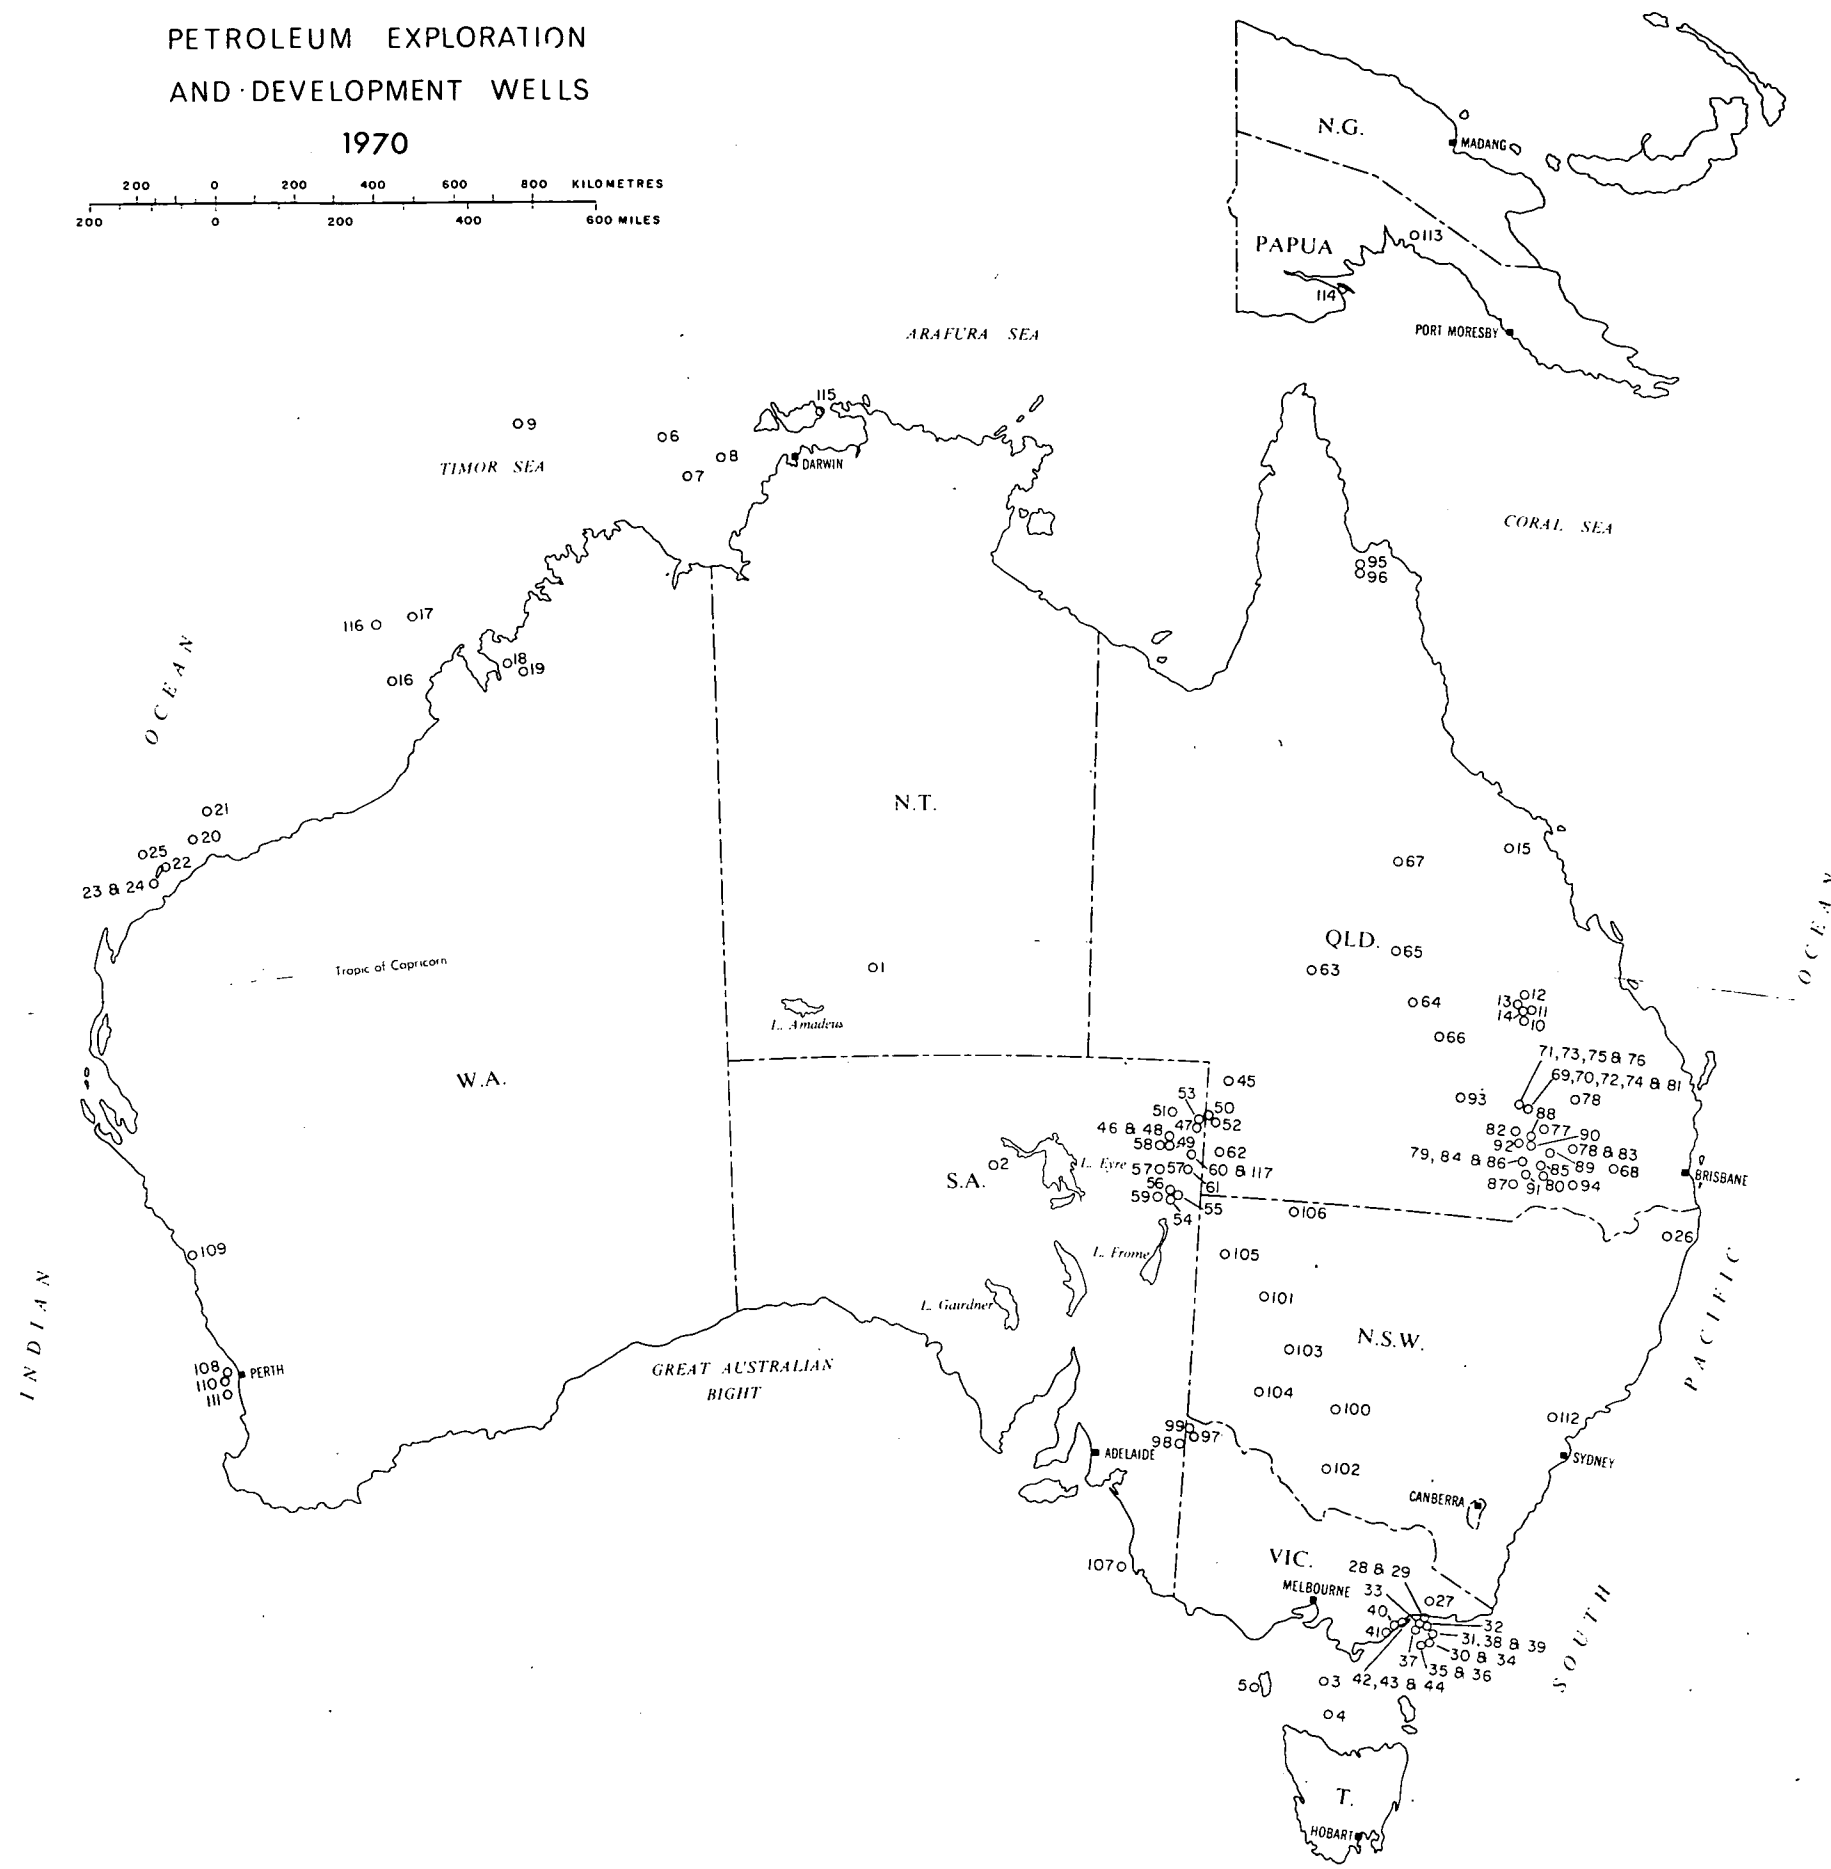 PETROLEUM EXPLORATION
AND DEVELOPMENT WELLS
1970
200 0 200 400 600 800 KILOMETRES
200 0 200 400 600 MILES
N.G.
MADANG
PAPUA
113
114
PORT MORESBY
ARAFURA SEA
115
9
6
8
7
TIMOR SEA
DARWIN
CORAL SEA
95
96
116
17
18
19
16
OCEAN
21
20
25
22
23 & 24
N.T.
15
67
QLD.
65
63
OCEAN
Tropic of Capricorn
1
L. Amadeus
64
12
13
11
14
10
66
71, 73, 75 & 76
69, 70, 72, 74 & 81
W.A.
45
53
93
78
51
50
88
46 & 48
47
52
82
77
90
58
49
62
92
78 & 83
2
L. Eyre
57
57
60 & 117
79, 84 & 86
85
89
68
S.A.
56
61
87
91
80
94
BRISBANE
59
55
54
106
26
109
L. Frome
105
L. Gairdner
101
N.S.W.
INDIAN
PACIFIC
103
108
PERTH
110
111
GREAT AUSTRALIAN
BIGHT
104
100
112
99
97
98
ADELAIDE
SYDNEY
102
CANBERRA
107
VIC.
28 & 29
MELBOURNE
33
27
40
32
41
31, 38 & 39
37
30 & 34
35 & 36
42, 43 & 44
SOUTH
5
3
4
T.
HOBART